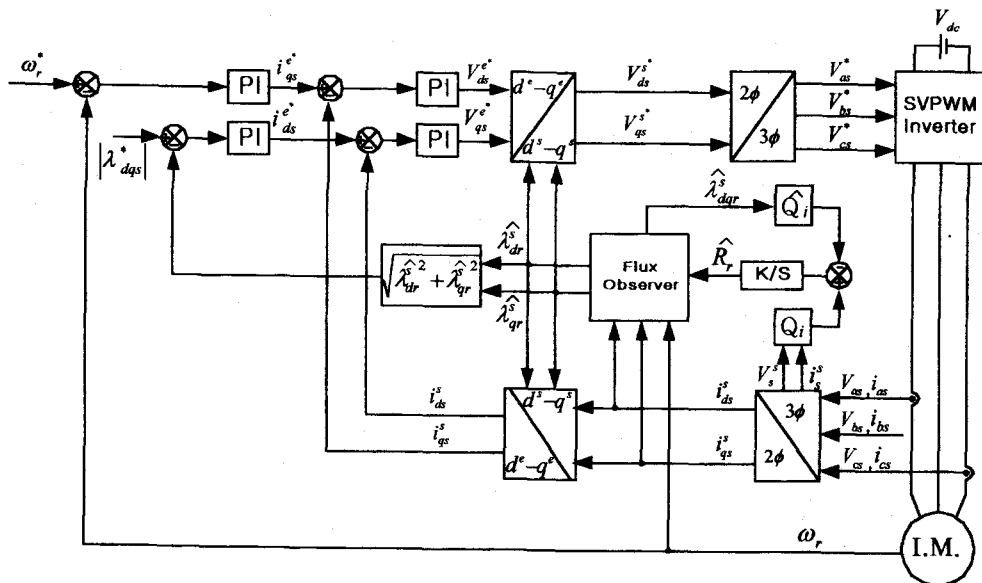 V_dc
ω_r^*
PI
i_qs^e*
PI
V_ds^e*
d^e–q^e
d^s–q^s
V_ds^s*
2φ
3φ
V_as^*
V_bs^*
V_cs^*
SVPWM
Inverter
|λ_dqs^*|
PI
i_ds^e*
PI
V_qs^e*
V_qs^s*
λ̂_dqr^s
Q̂_i
λ̂_dr^s
√(λ̂_dr^s² + λ̂_qr^s²)
λ̂_qr^s
Flux
Observer
R̂_r
K/S
Q_i
V_s^s
i_s^s
i_ds^s
i_qs^s
d^s–q^s
d^e–q^e
i_ds^s
i_qs^s
3φ
2φ
V_as, i_as
V_bs, i_bs
V_cs, i_cs
ω_r
I.M.